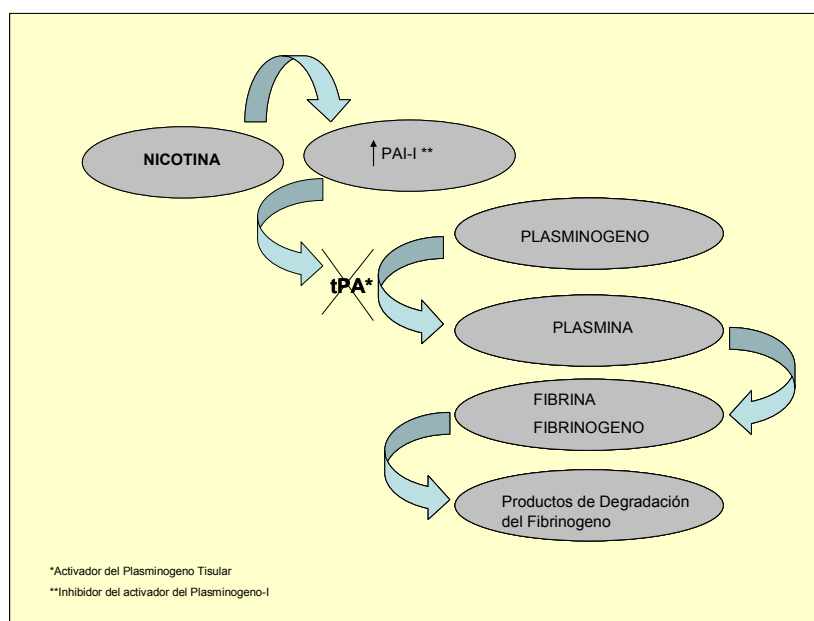 NICOTINA
↑ PAI-I **
PLASMINOGENO
tPA*
PLASMINA
FIBRINA
FIBRINOGENO
Productos de Degradación
del Fibrinogeno
*Activador del Plasminogeno Tisular
**Inhibidor del activador del Plasminogeno-I